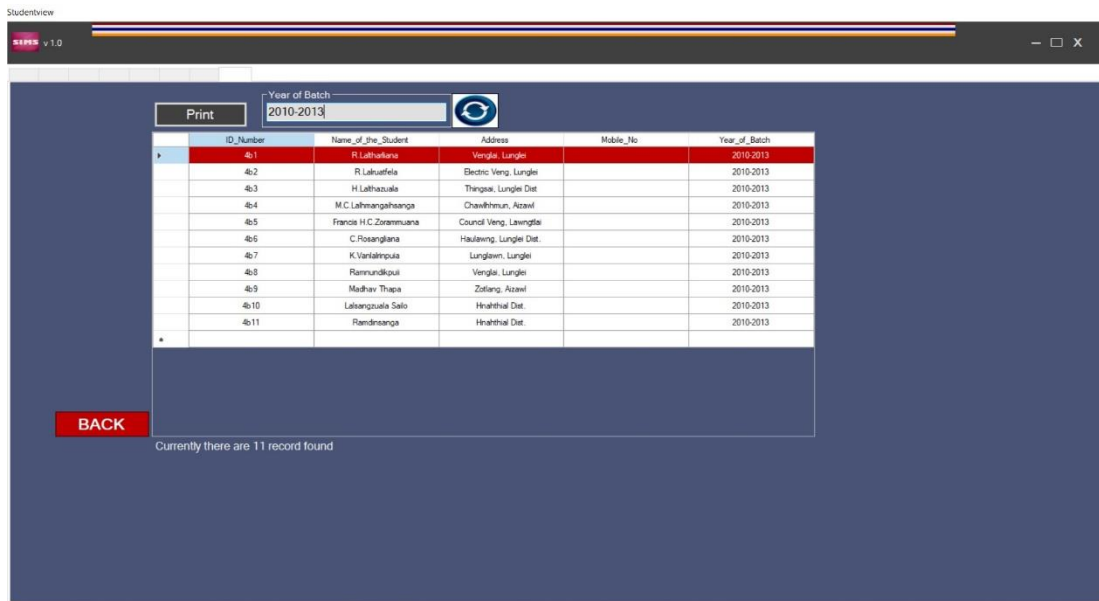 Studentview
SIMS v 1.0
Year of Batch
Print 2010-2013
ID_Number Name_of_the_Student Address Mobile_No Year_of_Batch
4b1 R.Lalthafiana Venglai, Lunglei 2010-2013
4b2 R.Lalruatfela Electric Veng, Lunglei 2010-2013
4b3 H.Lalthazuala Thingsai, Lunglei Dist 2010-2013
4b4 M.C.Lalhmangaihsanga Chawlhhmun, Aizawl 2010-2013
4b5 Francis H.C.Zorammuana Council Veng, Lawngtlai 2010-2013
4b6 C.Rosangliana Haulawng, Lunglei Dist. 2010-2013
4b7 K.Vanlalrinpuia Lunglawn, Lunglei 2010-2013
4b8 Ramnundikpuii Venglai, Lunglei 2010-2013
4b9 Madhav Thapa Zotlang, Aizawl 2010-2013
4b10 Lalsangzuala Sailo Hnahthial Dist. 2010-2013
4b11 Ramdinsanga Hnahthial Dist. 2010-2013
BACK
Currently there are 11 record found